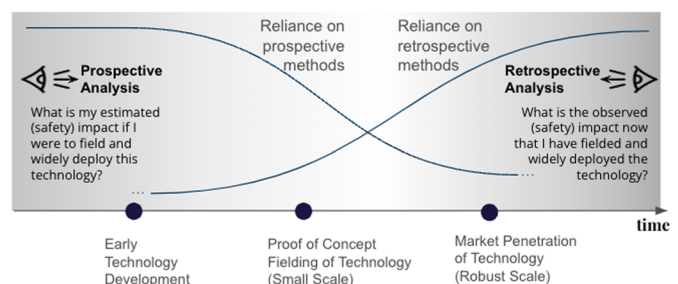 Reliance on
prospective
methods
Reliance on
retrospective
methods
Prospective
Analysis
What is my estimated
(safety) impact if I
were to field and
widely deploy this
technology?
Retrospective
Analysis
What is the observed
(safety) impact now
that I have fielded and
widely deployed the
technology?
...
...
time
Early
Technology
Development
Proof of Concept
Fielding of Technology
(Small Scale)
Market Penetration
of Technology
(Robust Scale)